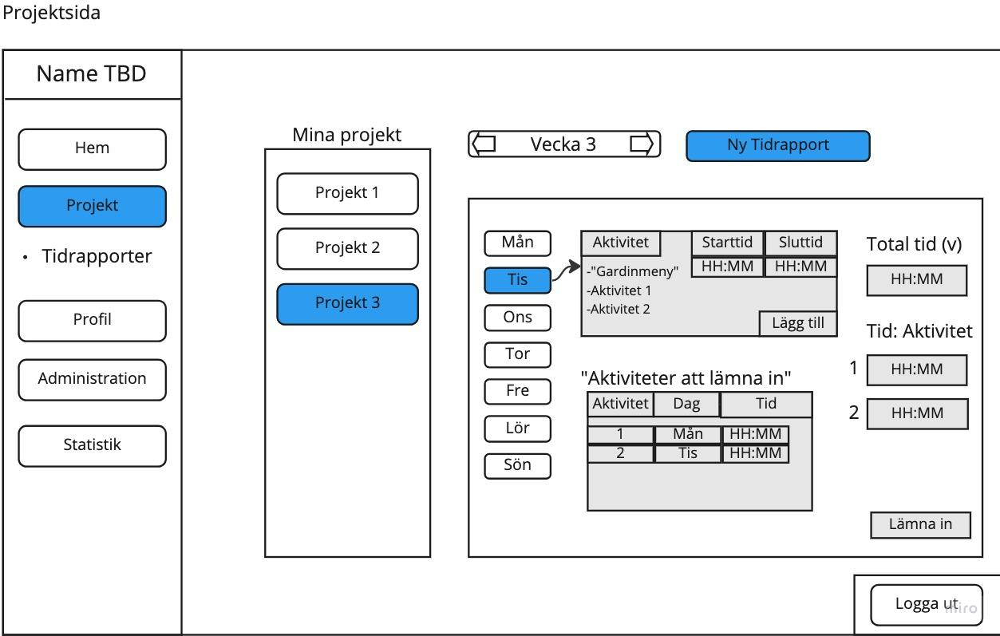 Projektsida
Name TBD
Hem
Projekt
• Tidrapporter
Profil
Administration
Statistik
Mina projekt
Projekt 1
Projekt 2
Projekt 3
Vecka 3
Ny Tidrapport
Mån
Tis
Ons
Tor
Fre
Lör
Sön
Aktivitet Starttid Sluttid
HH:MM HH:MM
-"Gardinmeny"
-Aktivitet 1
-Aktivitet 2
Lägg till
"Aktiviteter att lämna in"
Aktivitet Dag Tid
1 Mån HH:MM
2 Tis HH:MM
Total tid (v)
HH:MM
Tid: Aktivitet
1 HH:MM
2 HH:MM
Lämna in
Logga ut
miro